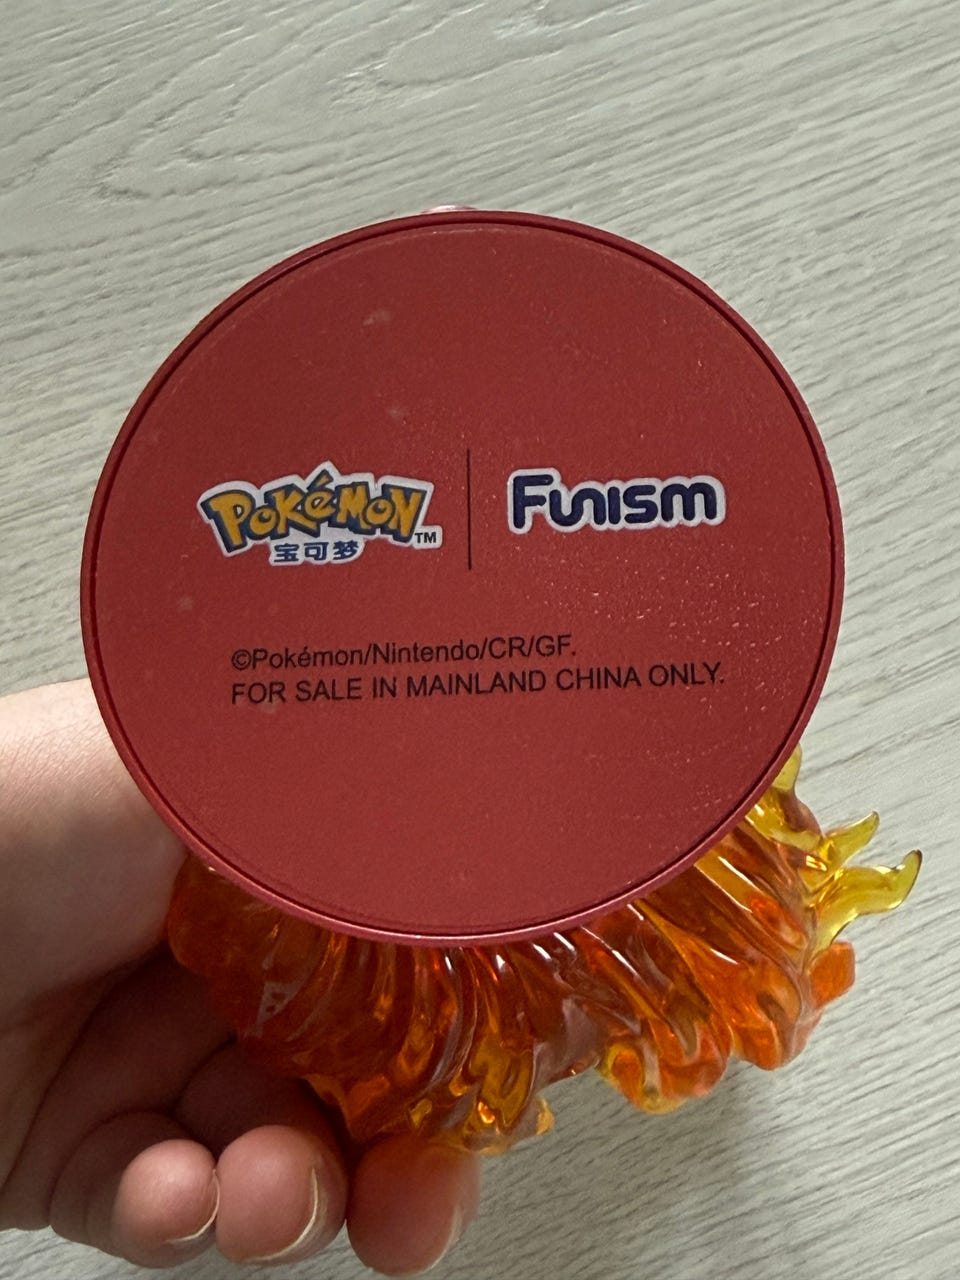 Pokémon TM
宝可梦
Funism
©Pokémon/Nintendo/CR/GF.
FOR SALE IN MAINLAND CHINA ONLY.